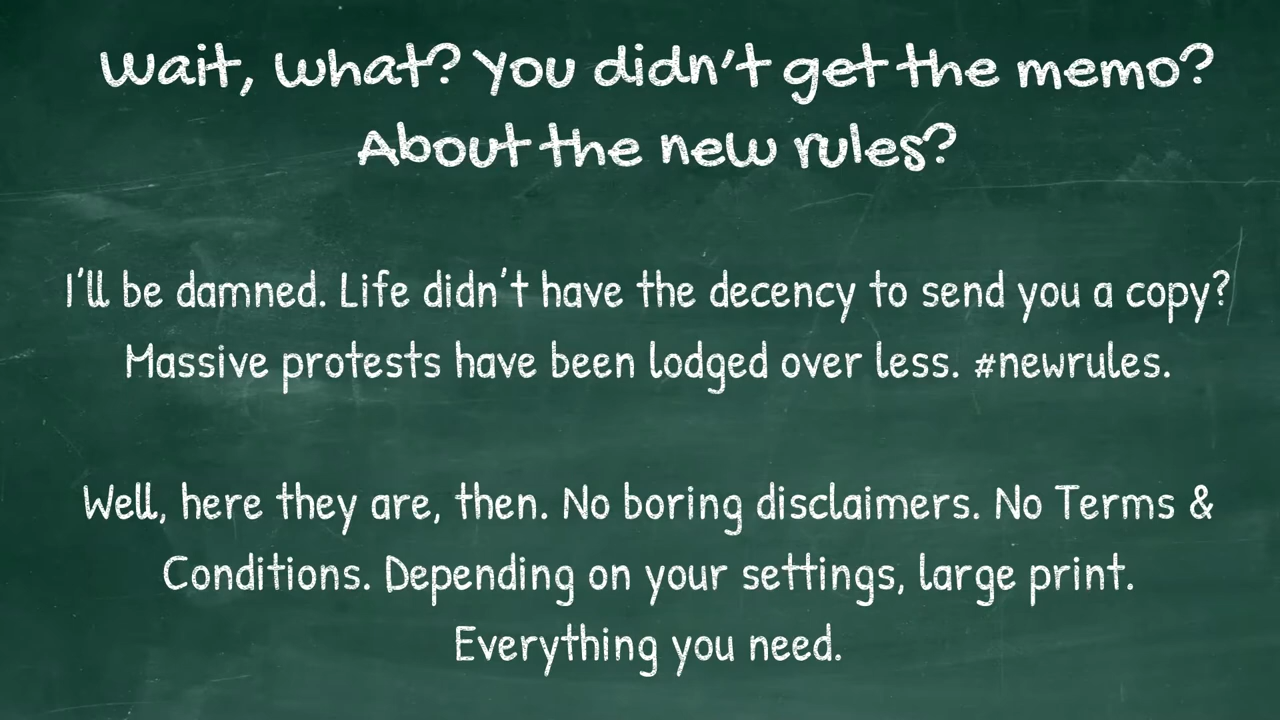 Wait, what? You didn't get the memo?
About the new rules?
I'll be damned. Life didn't have the decency to send you a copy?
Massive protests have been lodged over less. #newrules.
Well, here they are, then. No boring disclaimers. No Terms &
Conditions. Depending on your settings, large print.
Everything you need.